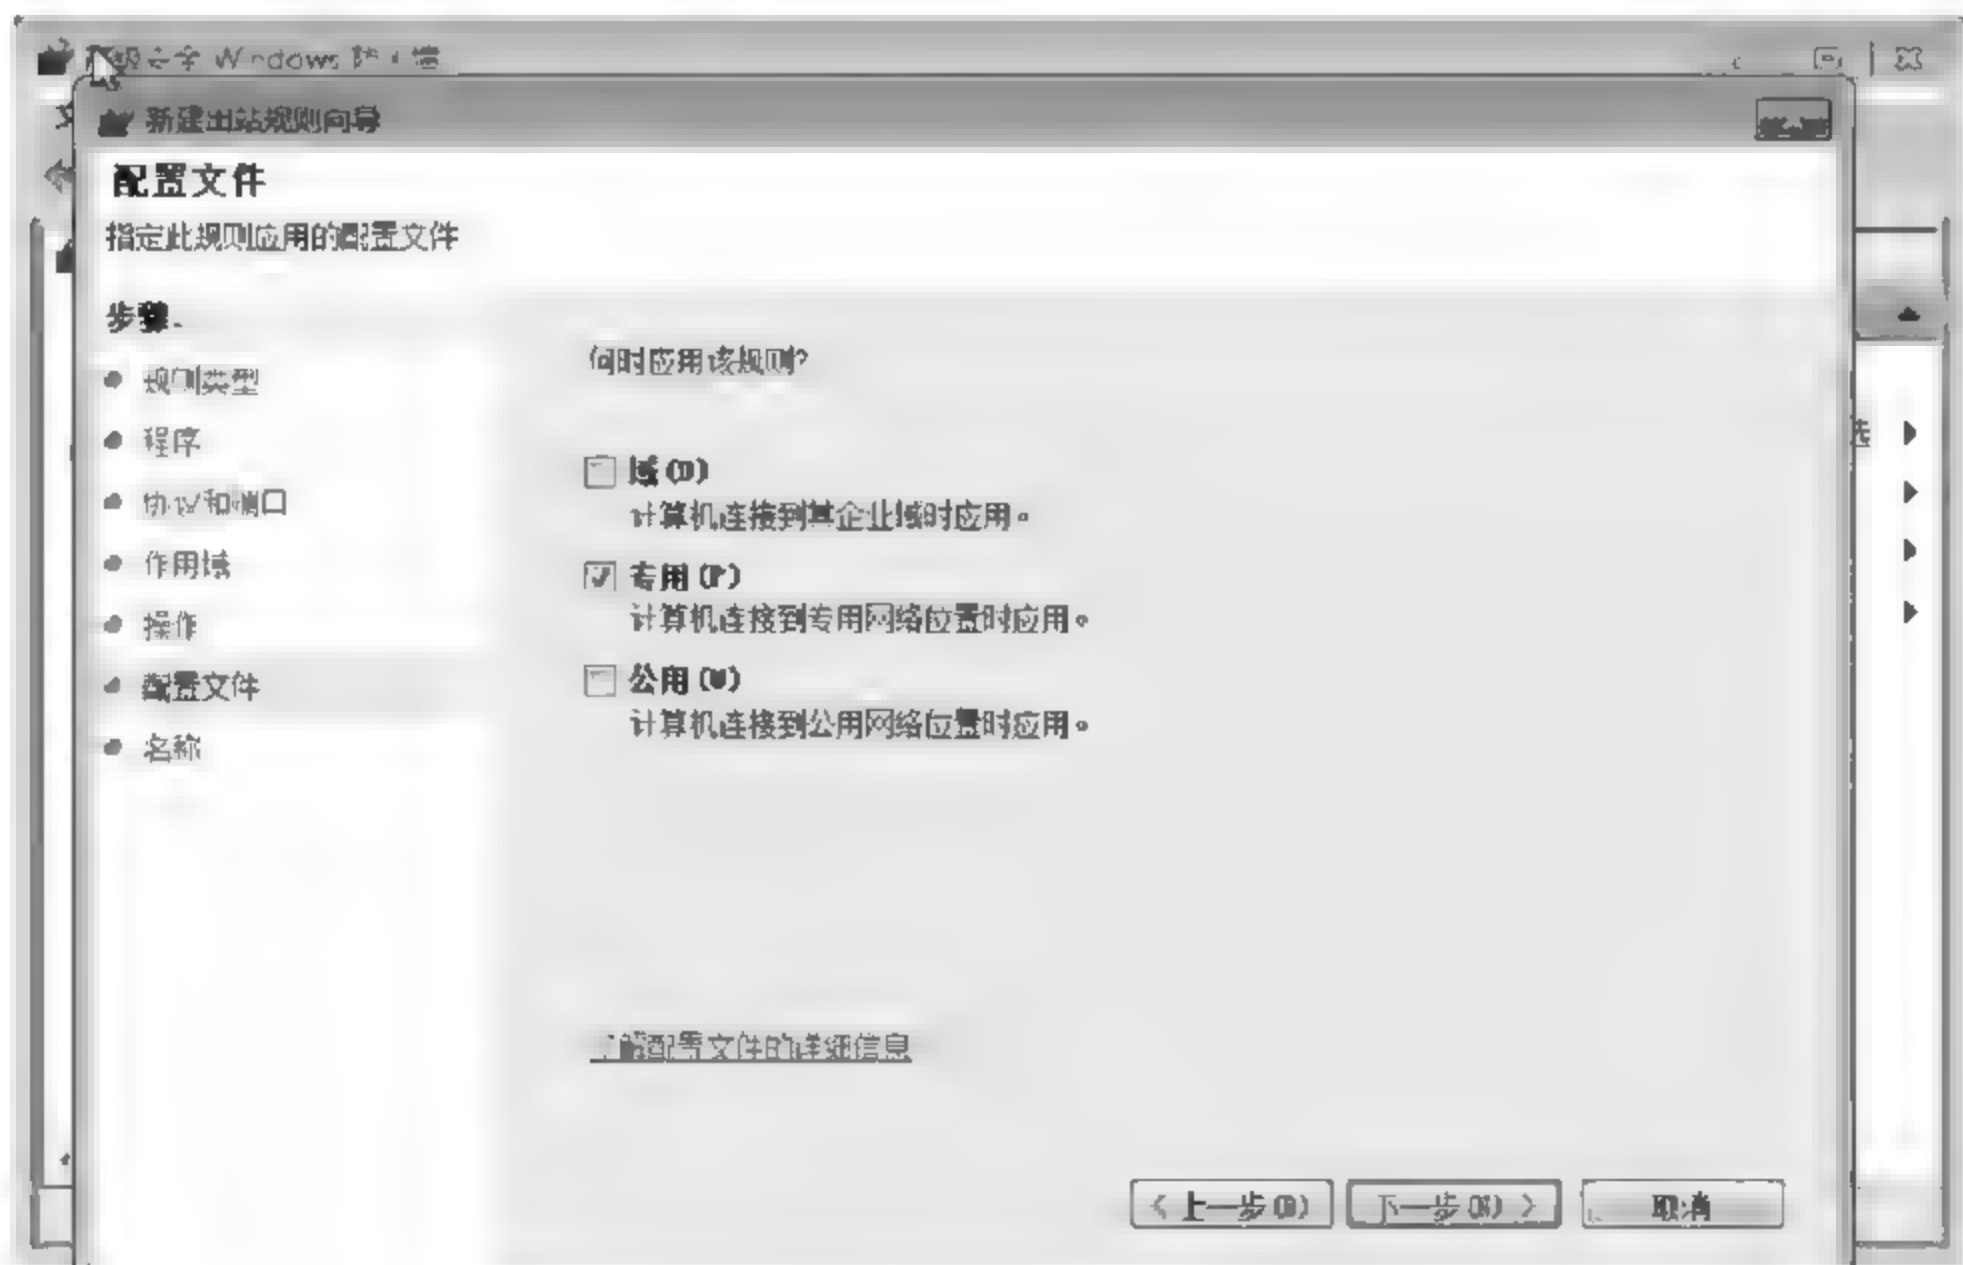 Windows
新建出站规则向导
配置文件
指定此规则应用的配置文件
步骤
规则类型
程序
协议和端口
作用域
操作
配置文件
名称
何时应用该规则?
域(D)
计算机连接到其企业域时应用。
专用(P)
计算机连接到专用网络位置时应用。
公用(U)
计算机连接到公用网络位置时应用。
了解配置文件的详细信息
选
< 上一步(B)
下一步(N) >
取消